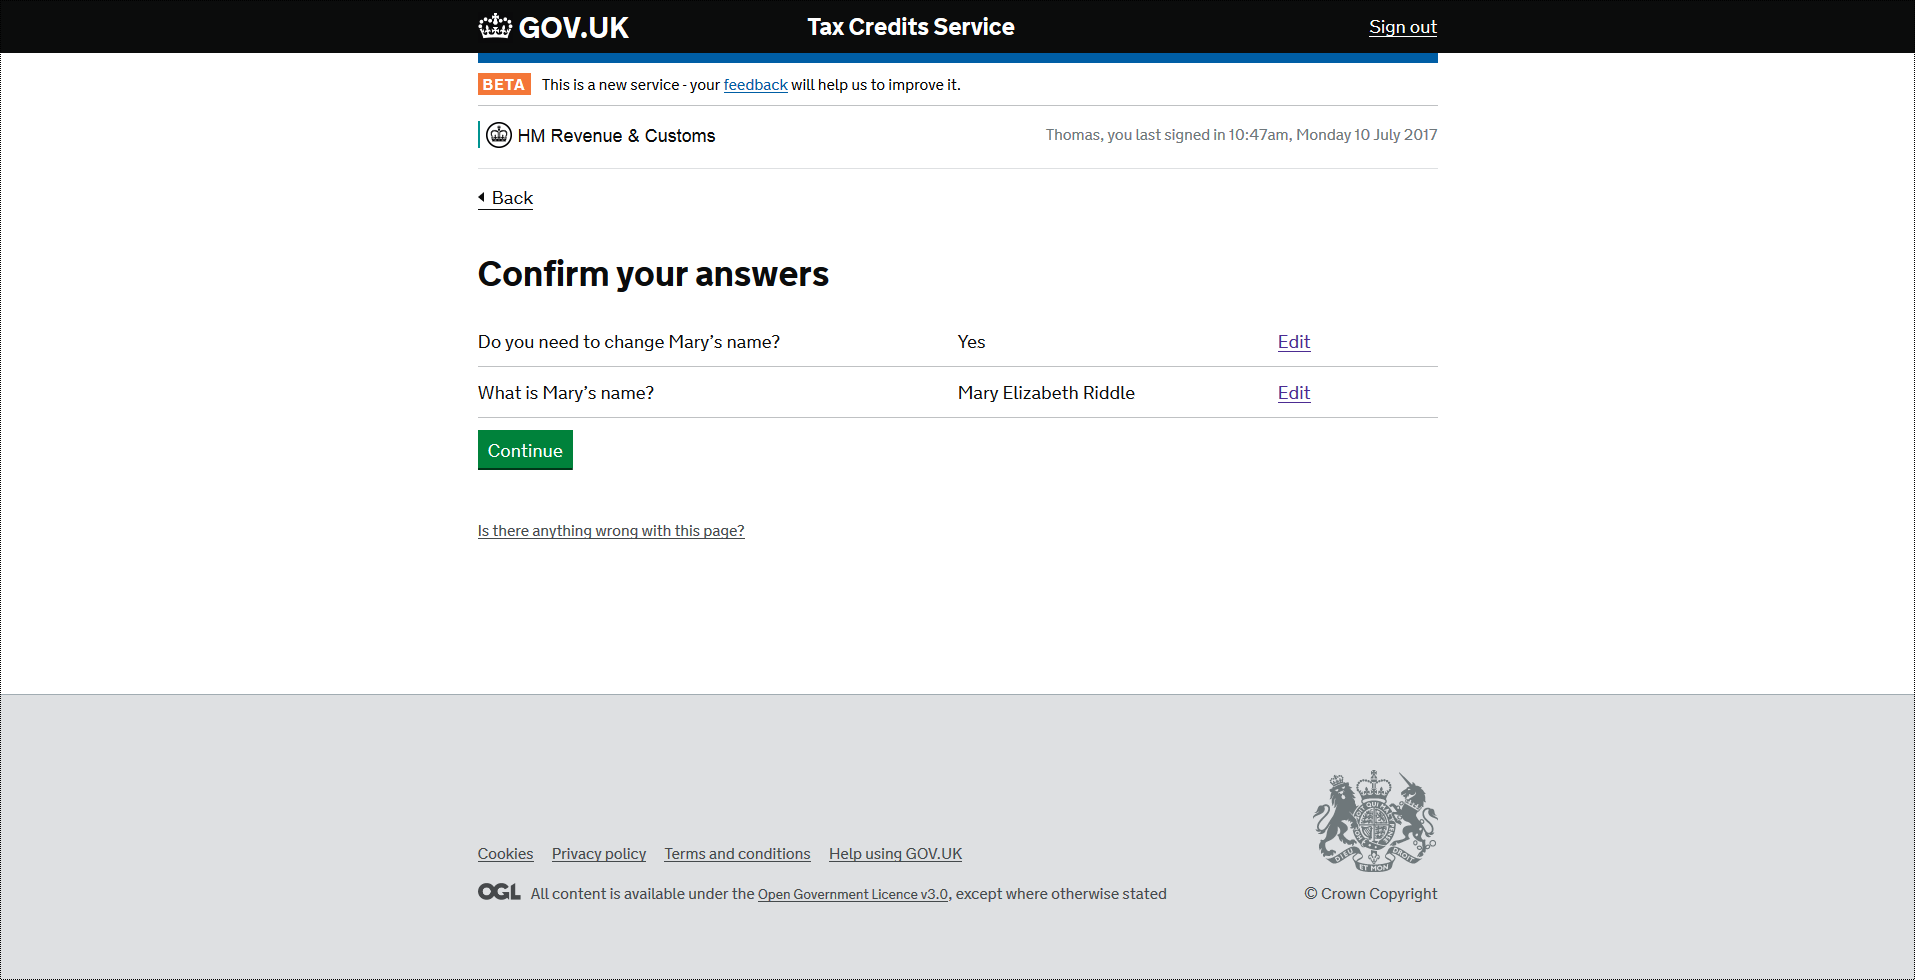 GOV.UK Tax Credits Service Sign out
BETA This is a new service - your feedback will help us to improve it.
HM Revenue & Customs Thomas, you last signed in 10:47am, Monday 10 July 2017
Back
Confirm your answers
Do you need to change Mary’s name? Yes Edit
What is Mary’s name? Mary Elizabeth Riddle Edit
Continue
Is there anything wrong with this page?
Cookies Privacy policy Terms and conditions Help using GOV.UK
OGL All content is available under the Open Government Licence v3.0, except where otherwise stated © Crown Copyright